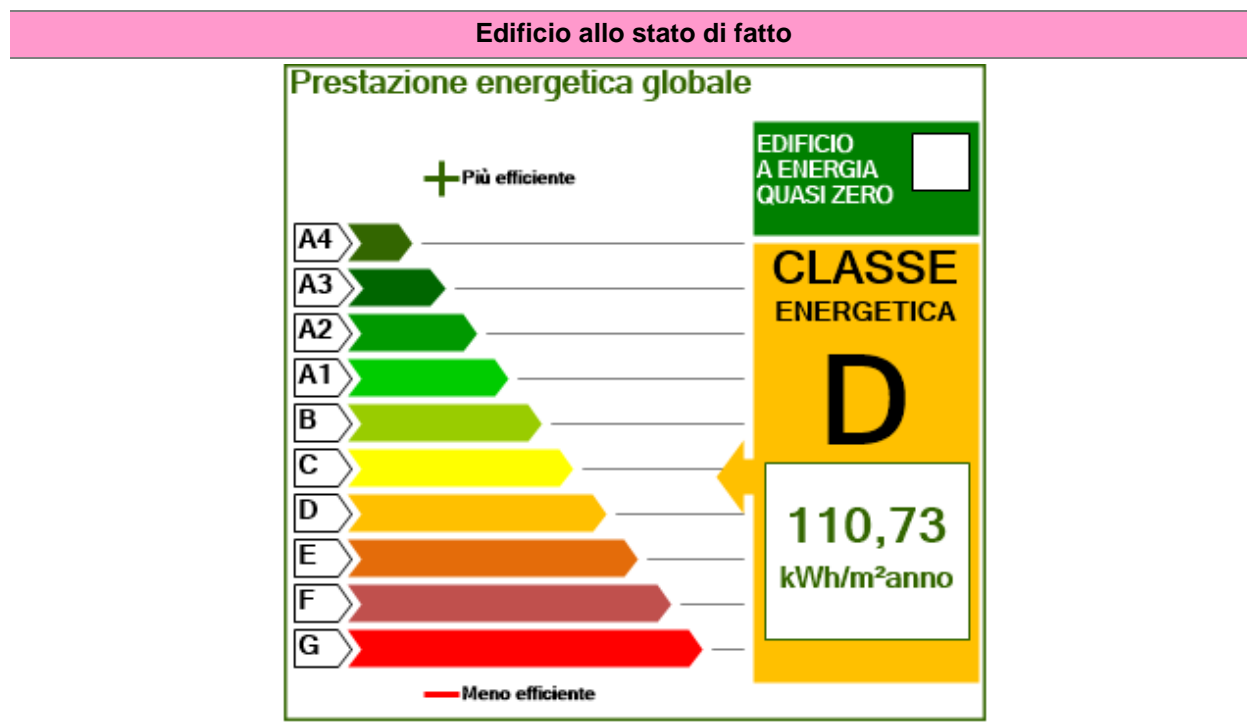 Edificio allo stato di fatto
Prestazione energetica globale
EDIFICIO
A ENERGIA
QUASI ZERO
Più efficiente
A4
A3
A2
A1
B
C
D
E
F
G
Meno efficiente
CLASSE
ENERGETICA
D
110,73
kWh/m²anno